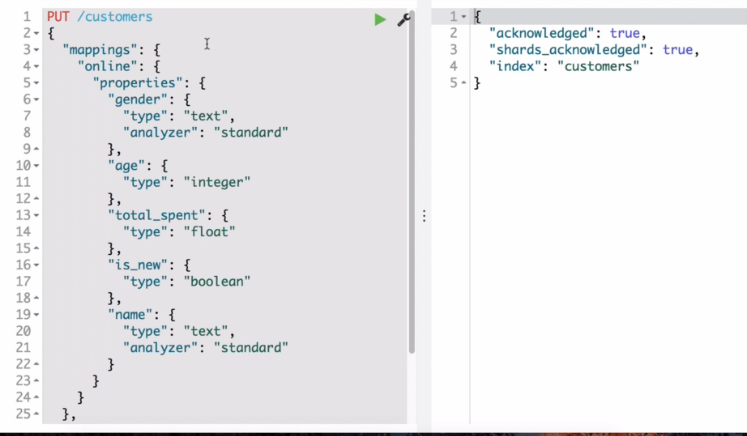 1 PUT /customers
2 {
3 "mappings": {
4 "online": {
5 "properties": {
6 "gender": {
7 "type": "text",
8 "analyzer": "standard"
9 },
10 "age": {
11 "type": "integer"
12 },
13 "total_spent": {
14 "type": "float"
15 },
16 "is_new": {
17 "type": "boolean"
18 },
19 "name": {
20 "type": "text",
21 "analyzer": "standard"
22 }
23 }
24 }
25 },
1 {
2 "acknowledged": true,
3 "shards_acknowledged": true,
4 "index": "customers"
5 }